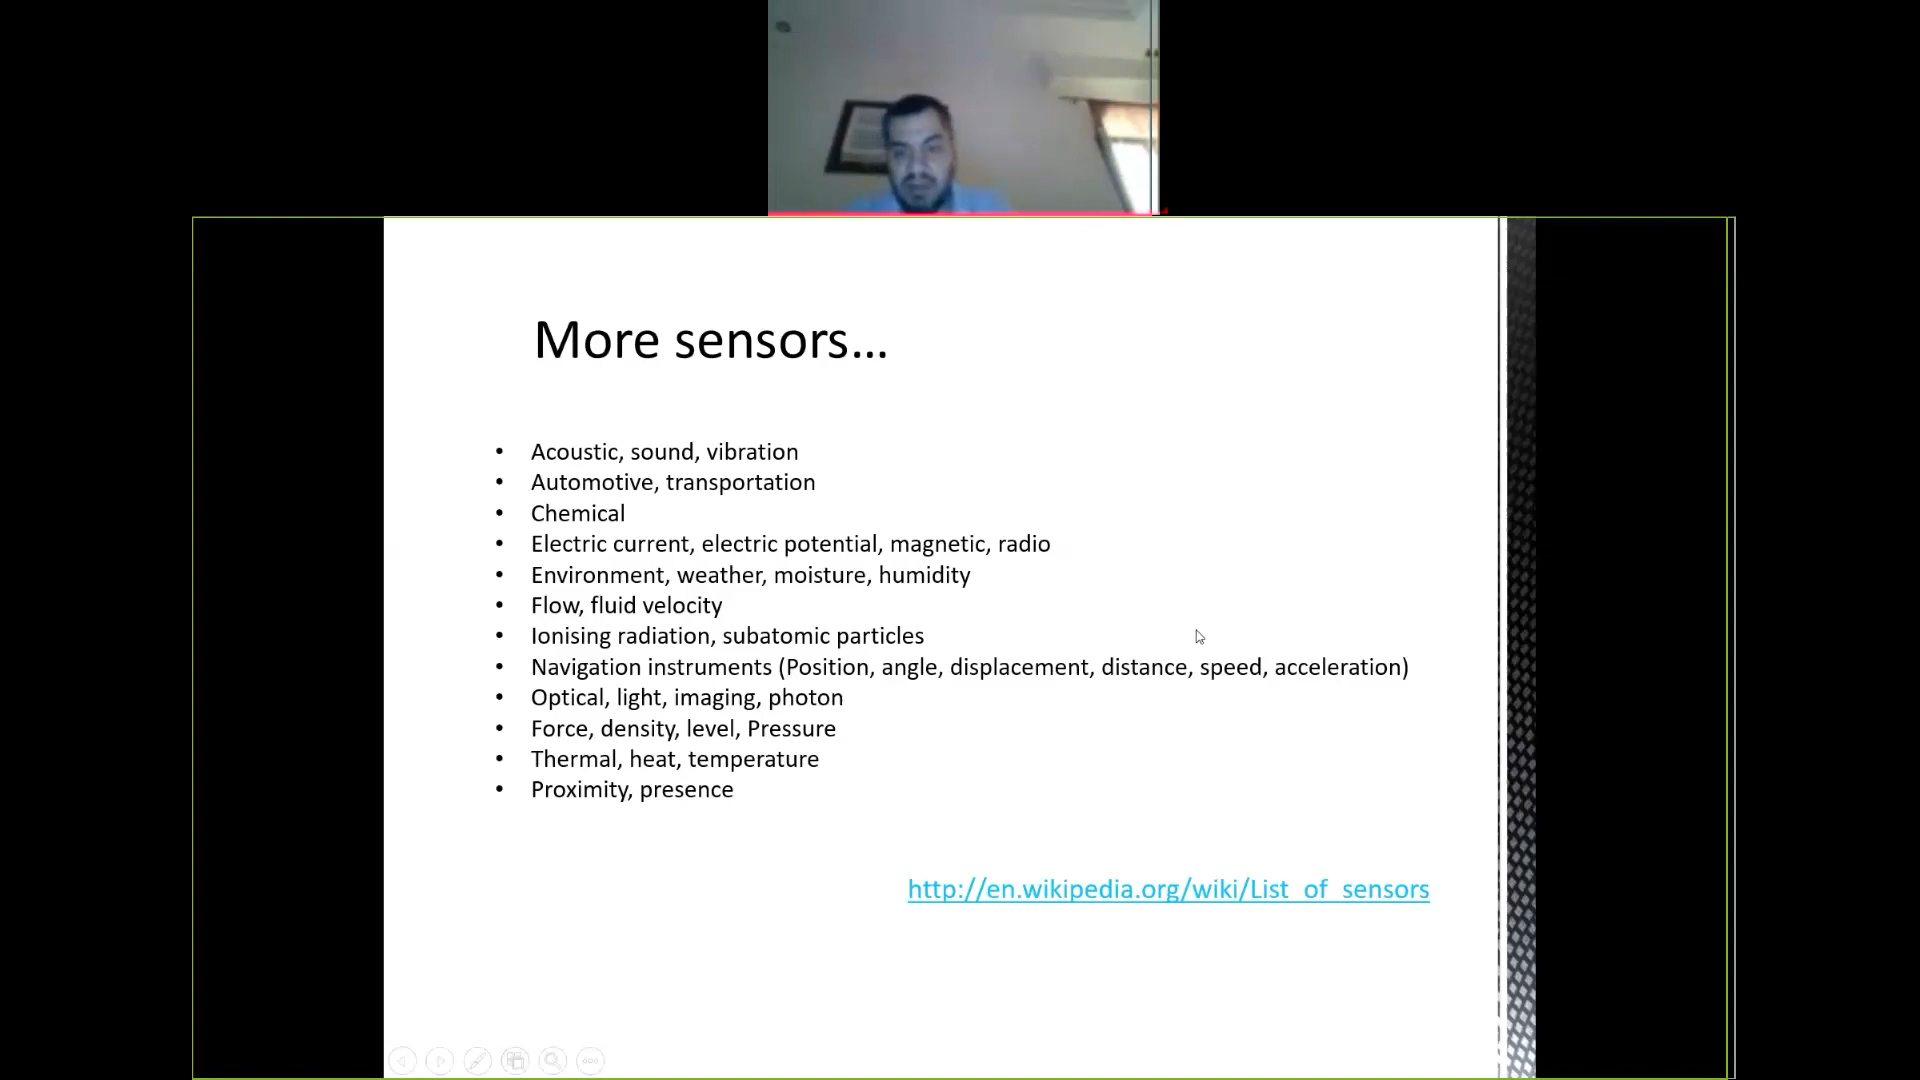 More sensors...
• Acoustic, sound, vibration
• Automotive, transportation
• Chemical
• Electric current, electric potential, magnetic, radio
• Environment, weather, moisture, humidity
• Flow, fluid velocity
• Ionising radiation, subatomic particles
• Navigation instruments (Position, angle, displacement, distance, speed, acceleration)
• Optical, light, imaging, photon
• Force, density, level, Pressure
• Thermal, heat, temperature
• Proximity, presence
http://en.wikipedia.org/wiki/List_of_sensors